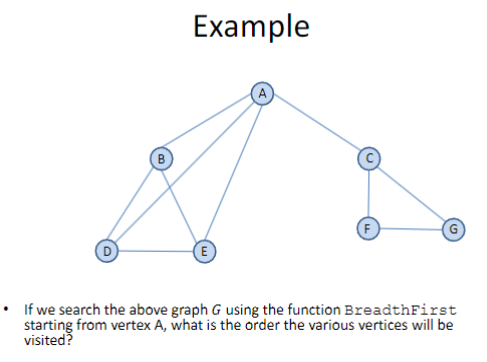 Example
A
B
C
F
G
D
E
• If we search the above graph G using the function BreadthFirst
starting from vertex A, what is the order the various vertices will be
visited?